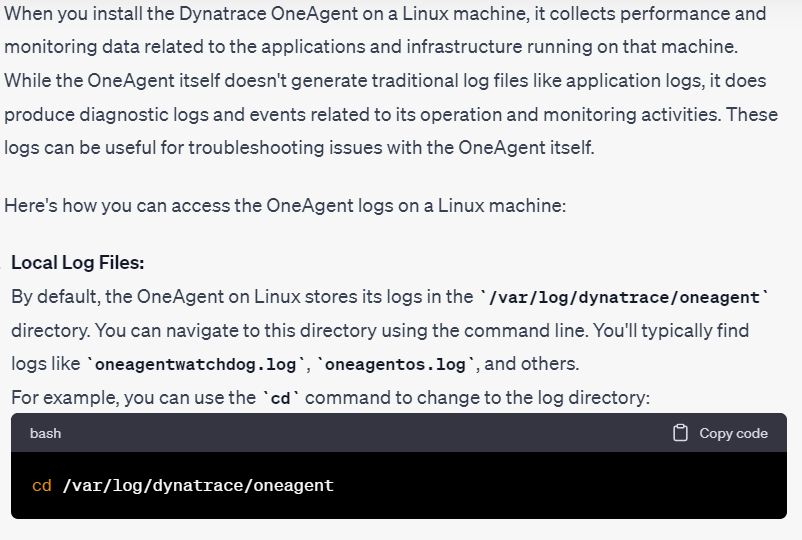 When you install the Dynatrace OneAgent on a Linux machine, it collects performance and
monitoring data related to the applications and infrastructure running on that machine.
While the OneAgent itself doesn't generate traditional log files like application logs, it does
produce diagnostic logs and events related to its operation and monitoring activities. These
logs can be useful for troubleshooting issues with the OneAgent itself.
Here's how you can access the OneAgent logs on a Linux machine:
Local Log Files:
By default, the OneAgent on Linux stores its logs in the `/var/log/dynatrace/oneagent`
directory. You can navigate to this directory using the command line. You'll typically find
logs like `oneagentwatchdog.log`, `oneagentos.log`, and others.
For example, you can use the `cd` command to change to the log directory:
bash Copy code
cd /var/log/dynatrace/oneagent